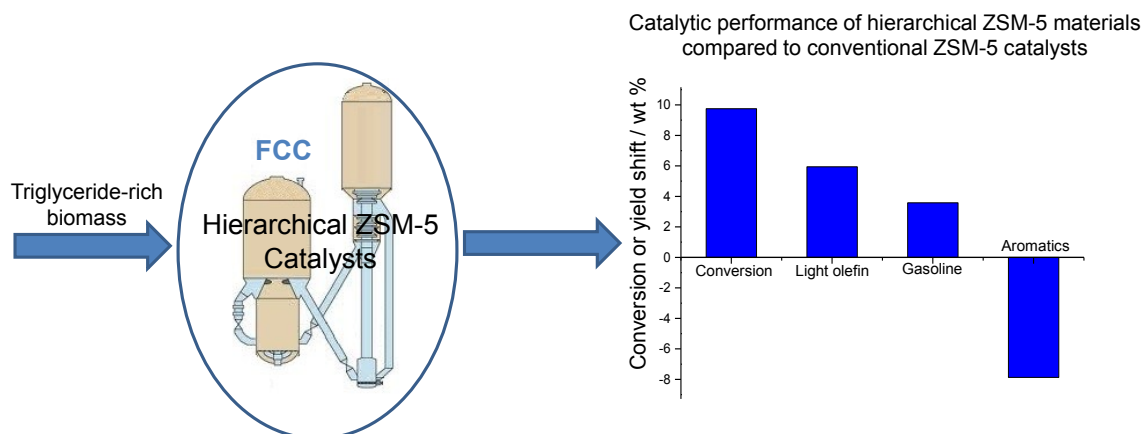 Catalytic performance of hierarchical ZSM-5 materials
compared to conventional ZSM-5 catalysts
Triglyceride-rich
biomass
FCC
Hierarchical ZSM-5
Catalysts
Conversion or yield shift / wt %
10
8
6
4
2
0
-2
-4
-6
-8
Conversion
Light olefin
Gasoline
Aromatics